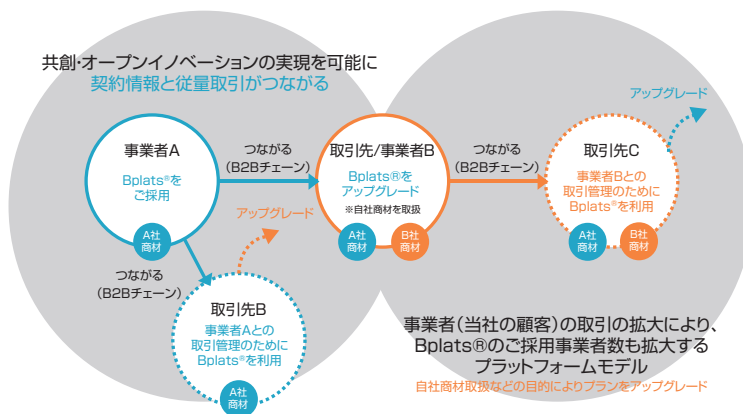 共創・オープンイノベーションの実現を可能に
契約情報と従量取引がつながる
事業者A
Bplats®を
ご採用
A社
商材
つながる
(B2Bチェーン)
取引先/事業者B
Bplats®を
アップグレード
※自社商材を取扱
A社
商材
B社
商材
つながる
(B2Bチェーン)
取引先C
事業者Bとの
取引管理のために
Bplats®を利用
A社
商材
B社
商材
アップグレード
つながる
(B2Bチェーン)
アップグレード
取引先B
事業者Aとの
取引管理のために
Bplats®を利用
A社
商材
事業者(当社の顧客)の取引の拡大により、
Bplats®のご採用事業者数も拡大する
プラットフォームモデル
自社商材取扱などの目的によりプランをアップグレード